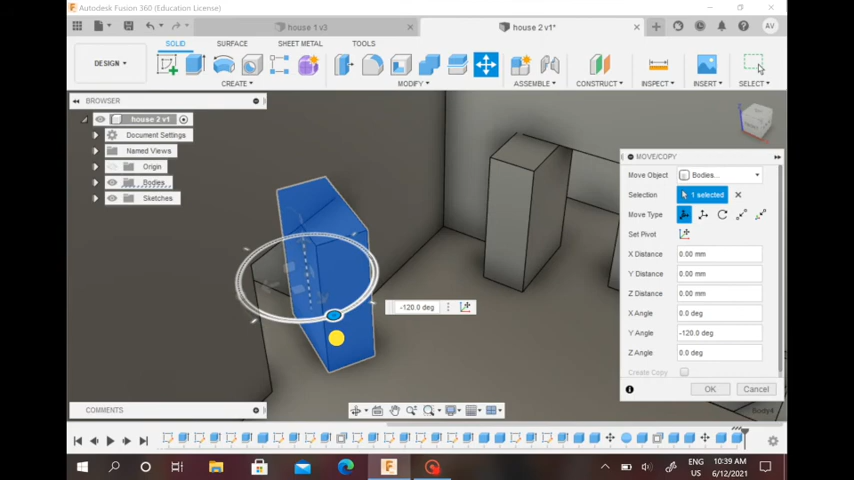 Autodesk Fusion 360 (Education License)
house 1 v3
house 2 v1*
AV
SOLID SURFACE SHEET METAL TOOLS
DESIGN
CREATE MODIFY ASSEMBLE CONSTRUCT INSPECT INSERT SELECT
BROWSER
house 2 v1
Document Settings
Named Views
Origin
Bodies
Sketches
MOVE/COPY
Move Object Bodies...
Selection 1 selected
Move Type
Set Pivot
X Distance 0.00 mm
Y Distance 0.00 mm
Z Distance 0.00 mm
X Angle 0.0 deg
Y Angle -120.0 deg
Z Angle 0.0 deg
Create Copy
OK Cancel
-120.0 deg
COMMENTS
Body4
ENG
US
10:39 AM
6/12/2021